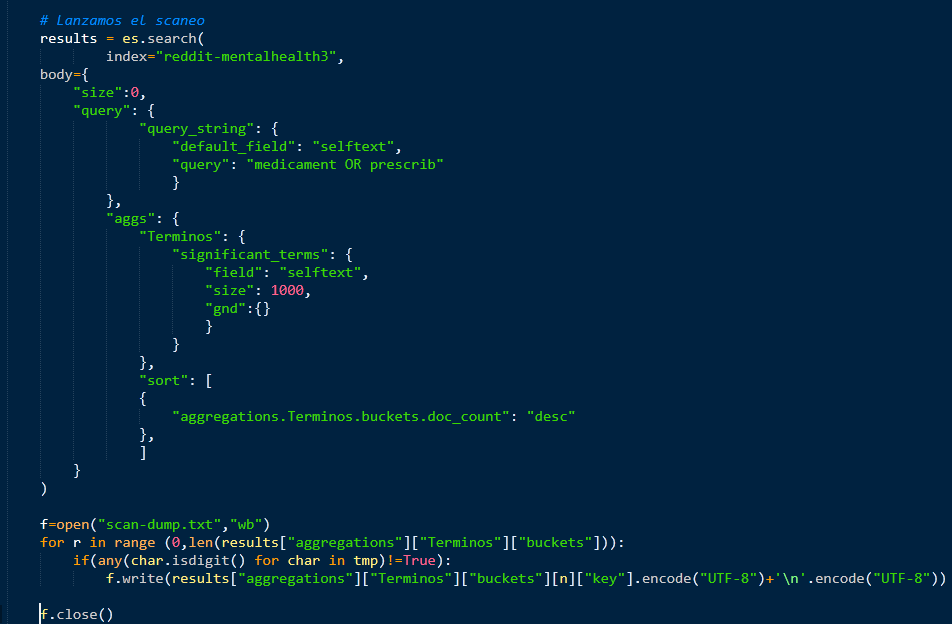 # Lanzamos el scaneo
results = es.search(
index="reddit-mentalhealth3",
body={
"size":0,
"query": {
"query_string": {
"default_field": "selftext",
"query": "medicament OR prescrib"
}
},
"aggs": {
"Terminos": {
"significant_terms": {
"field": "selftext",
"size": 1000,
"gnd":{}
}
}
},
"sort": [
{
"aggregations.Terminos.buckets.doc_count": "desc"
},
]
}
)
f=open("scan-dump.txt","wb")
for r in range (0,len(results["aggregations"]["Terminos"]["buckets"])):
if(any(char.isdigit() for char in tmp)!=True):
f.write(results["aggregations"]["Terminos"]["buckets"][n]["key"].encode("UTF-8")+'\n'.encode("UTF-8"))
f.close()